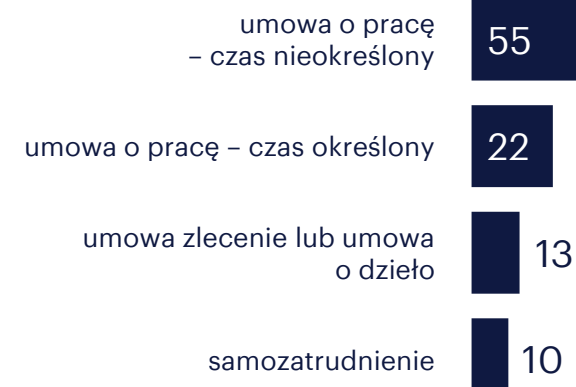 umowa o pracę
– czas nieokreślony
55
umowa o pracę – czas określony
22
umowa zlecenie lub umowa
o dzieło
13
samozatrudnienie
10